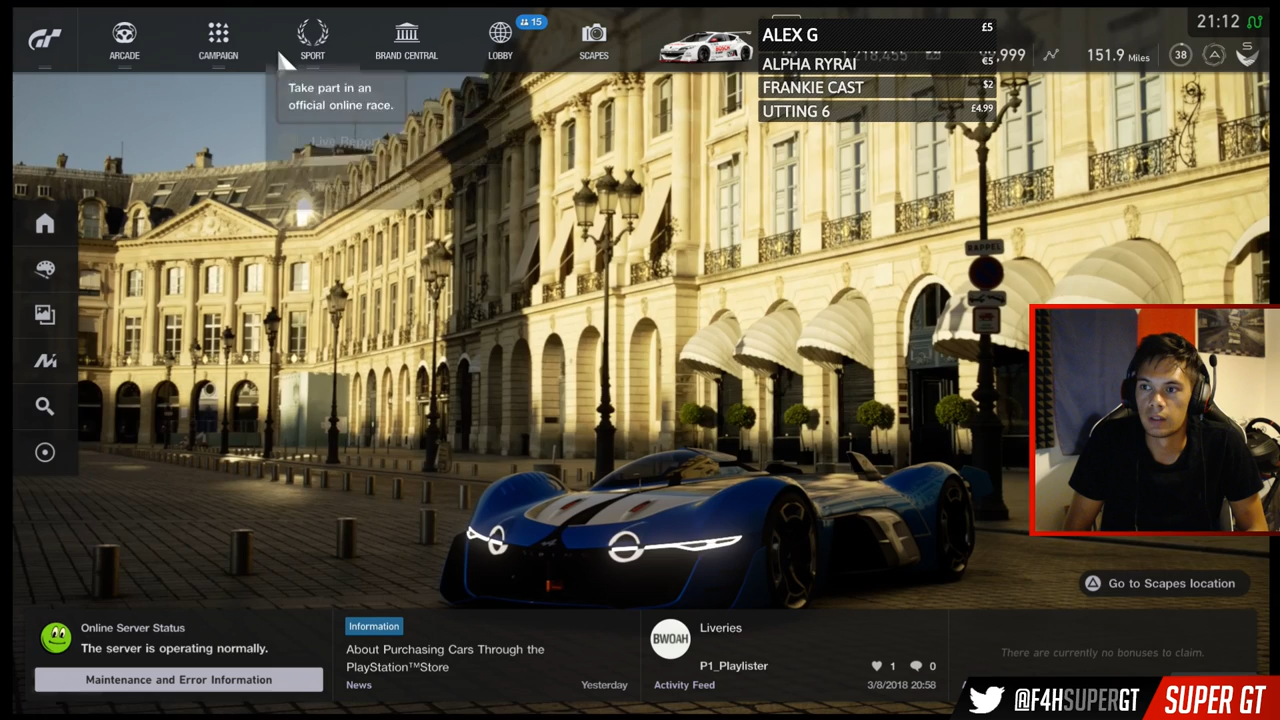 ARCADE
CAMPAIGN
SPORT
BRAND CENTRAL
LOBBY
15
SCAPES
21:12
151.9 Miles
38
S
ALEX G £5
ALPHA RYRAI €5
FRANKIE CAST $2
UTTING 6 £4.99
Take part in an
official online race.
RAPPEL
Go to Scapes location
Online Server Status
The server is operating normally.
Maintenance and Error Information
Information
About Purchasing Cars Through the
PlayStation™Store
News Yesterday
BWOAH
Liveries
P1_Playlister
1 0
Activity Feed 3/8/2018 20:58
There are currently no bonuses to claim.
@F4HSUPERGT
SUPER GT